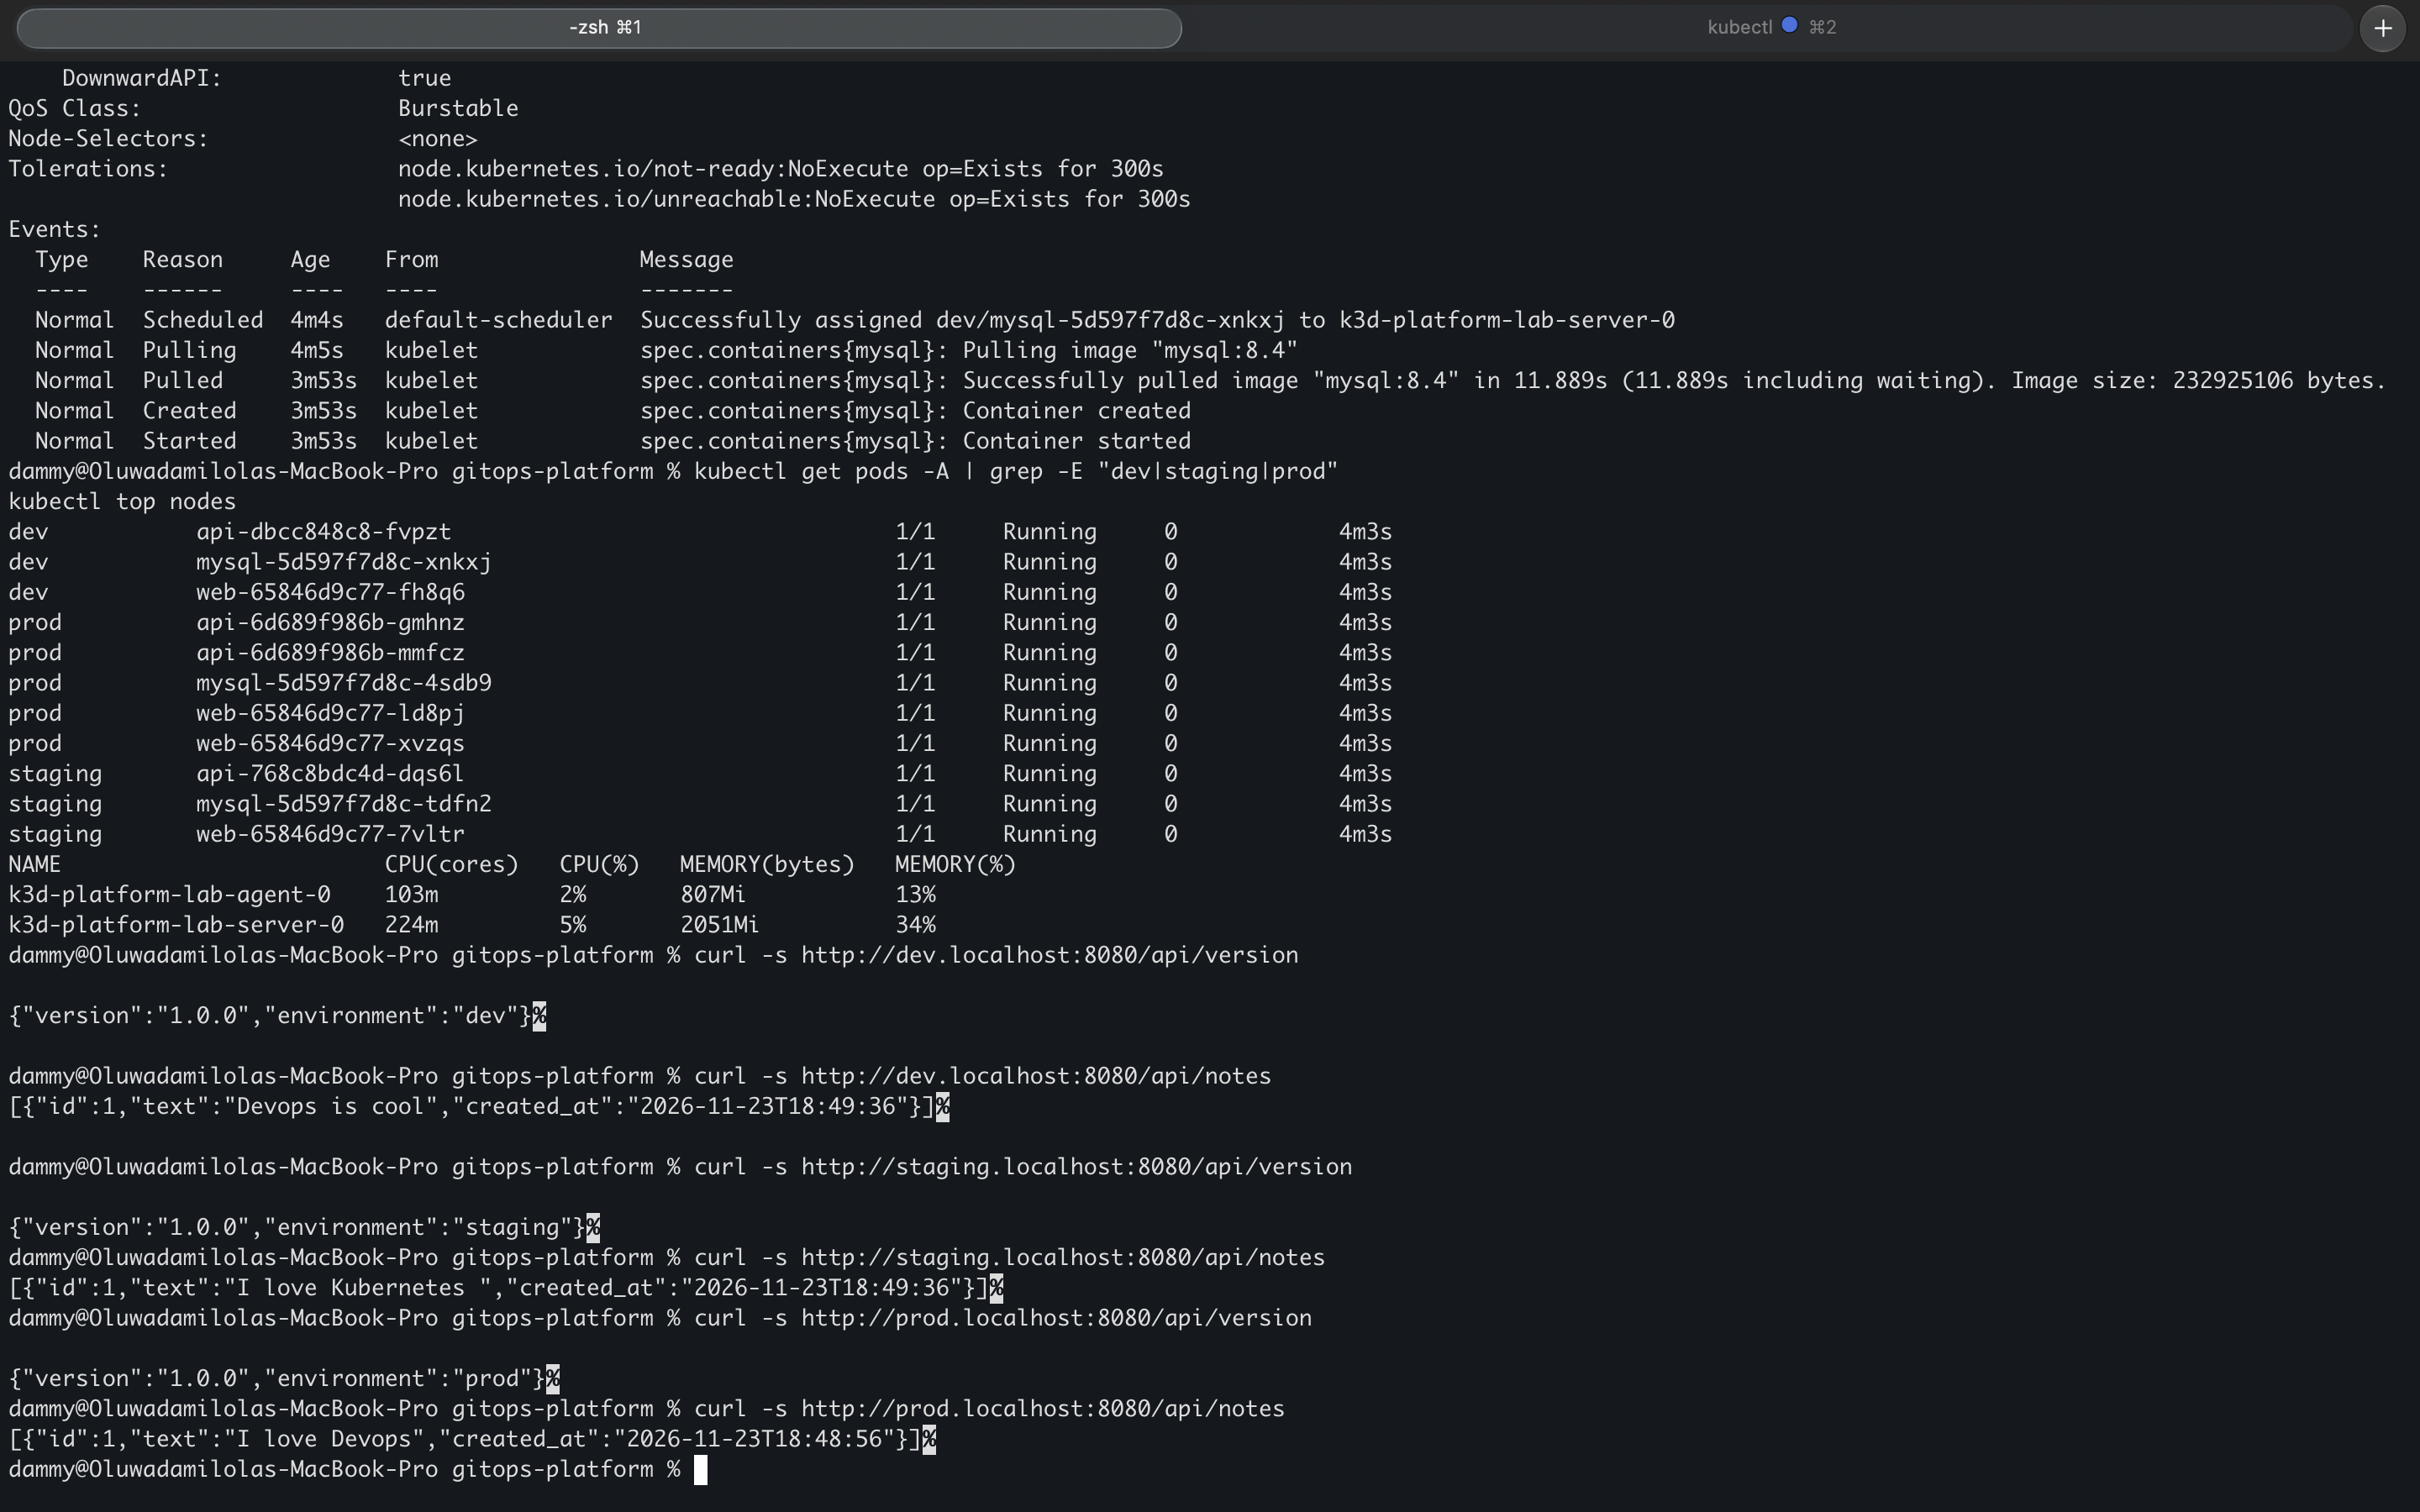 -zsh ⌘1
kubectl ⌘2
+
DownwardAPI: true
QoS Class: Burstable
Node-Selectors: <none>
Tolerations: node.kubernetes.io/not-ready:NoExecute op=Exists for 300s
node.kubernetes.io/unreachable:NoExecute op=Exists for 300s
Events:
Type Reason Age From Message
---- ------ ---- ---- -------
Normal Scheduled 4m4s default-scheduler Successfully assigned dev/mysql-5d597f7d8c-xnkxj to k3d-platform-lab-server-0
Normal Pulling 4m5s kubelet spec.containers{mysql}: Pulling image "mysql:8.4"
Normal Pulled 3m53s kubelet spec.containers{mysql}: Successfully pulled image "mysql:8.4" in 11.889s (11.889s including waiting). Image size: 232925106 bytes.
Normal Created 3m53s kubelet spec.containers{mysql}: Container created
Normal Started 3m53s kubelet spec.containers{mysql}: Container started
dammy@Oluwadamilolas-MacBook-Pro gitops-platform % kubectl get pods -A | grep -E "dev|staging|prod"
kubectl top nodes
dev api-dbcc848c8-fvpzt 1/1 Running 0 4m3s
dev mysql-5d597f7d8c-xnkxj 1/1 Running 0 4m3s
dev web-65846d9c77-fh8q6 1/1 Running 0 4m3s
prod api-6d689f986b-gmhnz 1/1 Running 0 4m3s
prod api-6d689f986b-mmfcz 1/1 Running 0 4m3s
prod mysql-5d597f7d8c-4sdb9 1/1 Running 0 4m3s
prod web-65846d9c77-ld8pj 1/1 Running 0 4m3s
prod web-65846d9c77-xvzqs 1/1 Running 0 4m3s
staging api-768c8bdc4d-dqs6l 1/1 Running 0 4m3s
staging mysql-5d597f7d8c-tdfn2 1/1 Running 0 4m3s
staging web-65846d9c77-7vltr 1/1 Running 0 4m3s
NAME CPU(cores) CPU(%) MEMORY(bytes) MEMORY(%)
k3d-platform-lab-agent-0 103m 2% 807Mi 13%
k3d-platform-lab-server-0 224m 5% 2051Mi 34%
dammy@Oluwadamilolas-MacBook-Pro gitops-platform % curl -s http://dev.localhost:8080/api/version
{"version":"1.0.0","environment":"dev"}%
dammy@Oluwadamilolas-MacBook-Pro gitops-platform % curl -s http://dev.localhost:8080/api/notes
[{"id":1,"text":"Devops is cool","created_at":"2026-11-23T18:49:36"}]%
dammy@Oluwadamilolas-MacBook-Pro gitops-platform % curl -s http://staging.localhost:8080/api/version
{"version":"1.0.0","environment":"staging"}%
dammy@Oluwadamilolas-MacBook-Pro gitops-platform % curl -s http://staging.localhost:8080/api/notes
[{"id":1,"text":"I love Kubernetes ","created_at":"2026-11-23T18:49:36"}]%
dammy@Oluwadamilolas-MacBook-Pro gitops-platform % curl -s http://prod.localhost:8080/api/version
{"version":"1.0.0","environment":"prod"}%
dammy@Oluwadamilolas-MacBook-Pro gitops-platform % curl -s http://prod.localhost:8080/api/notes
[{"id":1,"text":"I love Devops","created_at":"2026-11-23T18:48:56"}]%
dammy@Oluwadamilolas-MacBook-Pro gitops-platform %